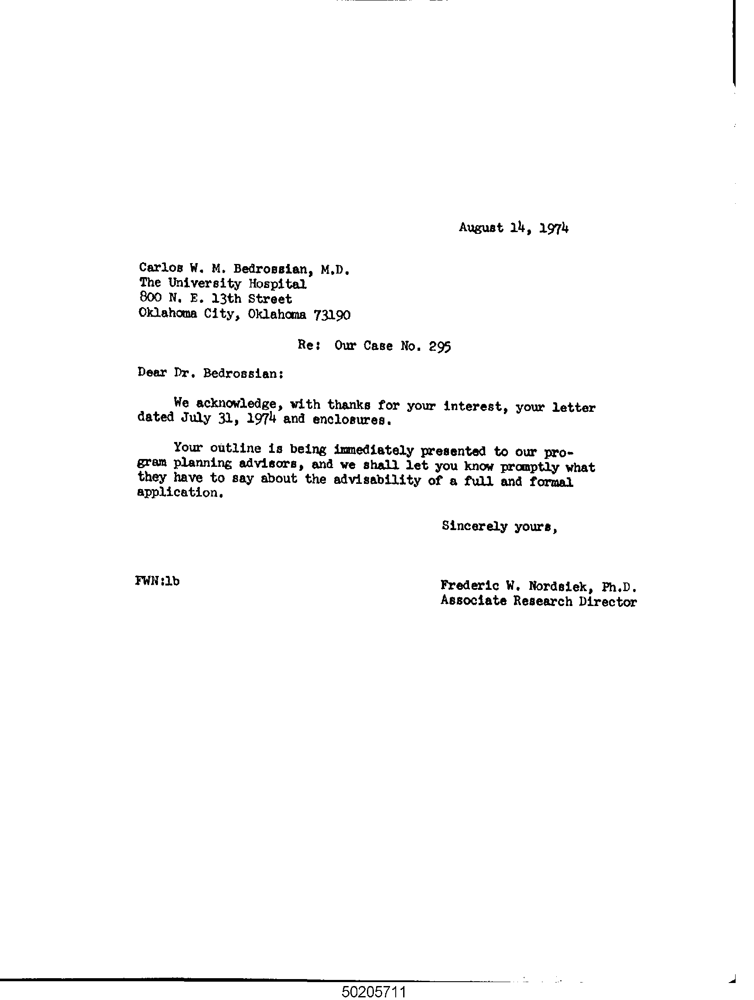 August 14, 1974
Carlos W. M. Bedrossian, M.D.
The University Hospital
800 N. E. 13th Street
Oklahoma City, Oklahoma 73190
Re: Our Case No. 295
Dear Dr. Bedrossian:
We acknowledge, with thanks for your interest, your letter
dated July 31, 1974 and enclosures.
Your outline is being immediately presented to our pro-
gram planning advisors, and we shall let you know promptly what
they have to say about the advisability of a full and formal
application.
Sincerely yours,
FWN:lb
Frederic W. Nordsiek, Ph.D.
Associate Research Director
50205711